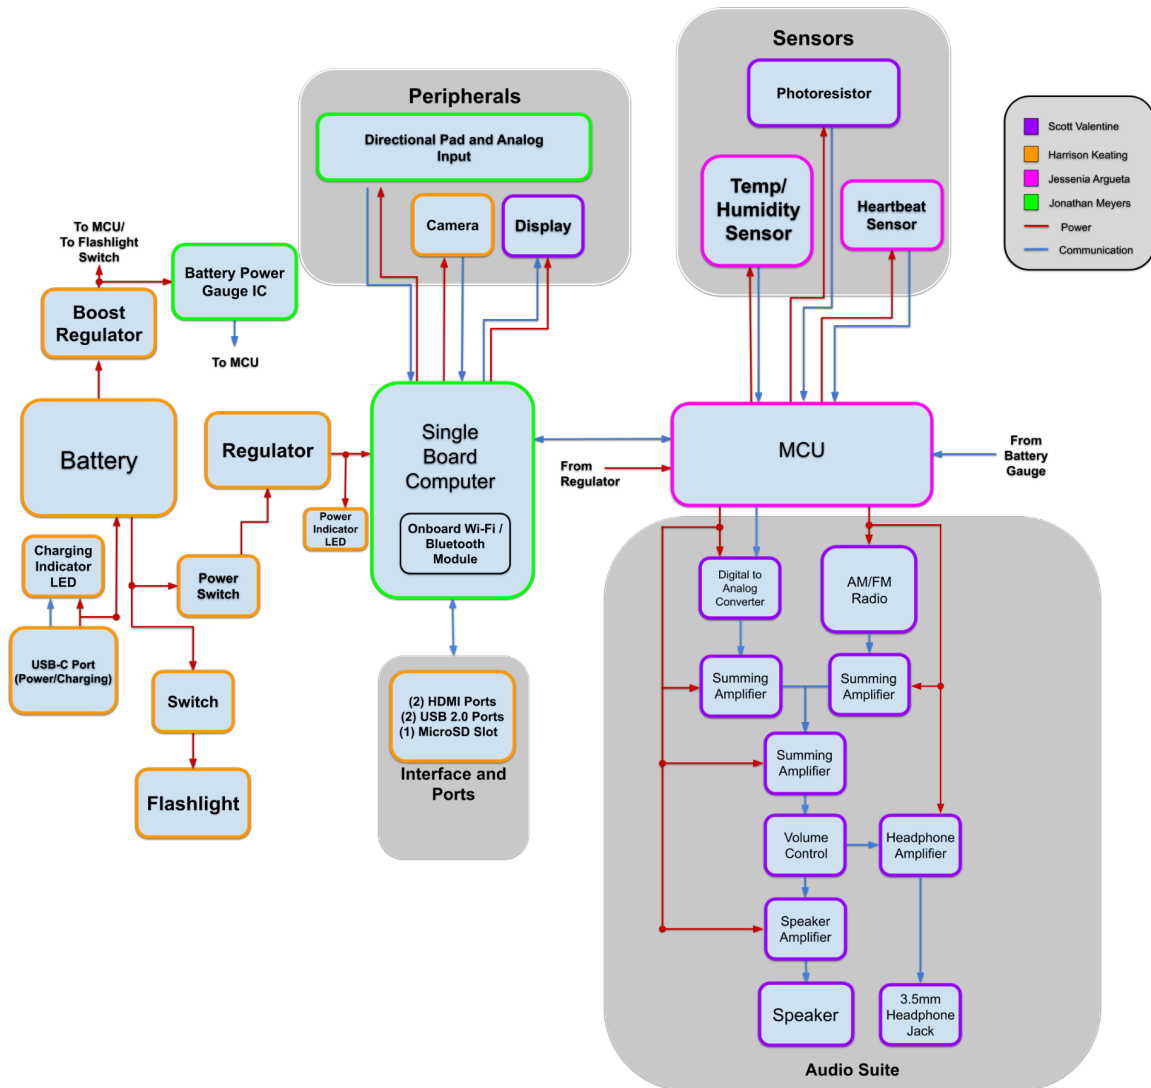 Sensors
Photoresistor
Temp/
Humidity
Sensor
Heartbeat
Sensor
Scott Valentine
Harrison Keating
Jessenia Argueta
Jonathan Meyers
Power
Communication
Peripherals
Directional Pad and Analog
Input
Camera
Display
To MCU/
To Flashlight
Switch
Battery Power
Gauge IC
Boost
Regulator
To MCU
Battery
Regulator
Single
Board
Computer
Onboard Wi-Fi /
Bluetooth
Module
MCU
From
Regulator
From
Battery
Gauge
Power
Indicator
LED
Charging
Indicator
LED
Power
Switch
USB-C Port
(Power/Charging)
Switch
Flashlight
(2) HDMI Ports
(2) USB 2.0 Ports
(1) MicroSD Slot
Interface and
Ports
Digital to
Analog
Converter
AM/FM
Radio
Summing
Amplifier
Summing
Amplifier
Summing
Amplifier
Volume
Control
Headphone
Amplifier
Speaker
Amplifier
Speaker
3.5mm
Headphone
Jack
Audio Suite